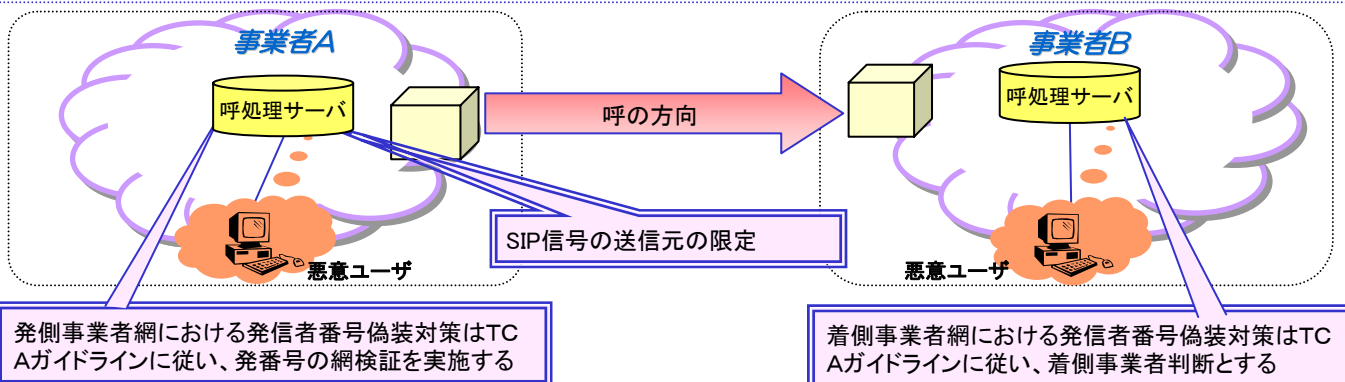 事業者A
事業者B
呼処理サーバ
呼の方向
呼処理サーバ
SIP信号の送信元の限定
悪意ユーザ
悪意ユーザ
発側事業者網における発信者番号偽装対策はTC
Aガイドラインに従い、発番号の網検証を実施する
着側事業者網における発信者番号偽装対策はTC
Aガイドラインに従い、着側事業者判断とする